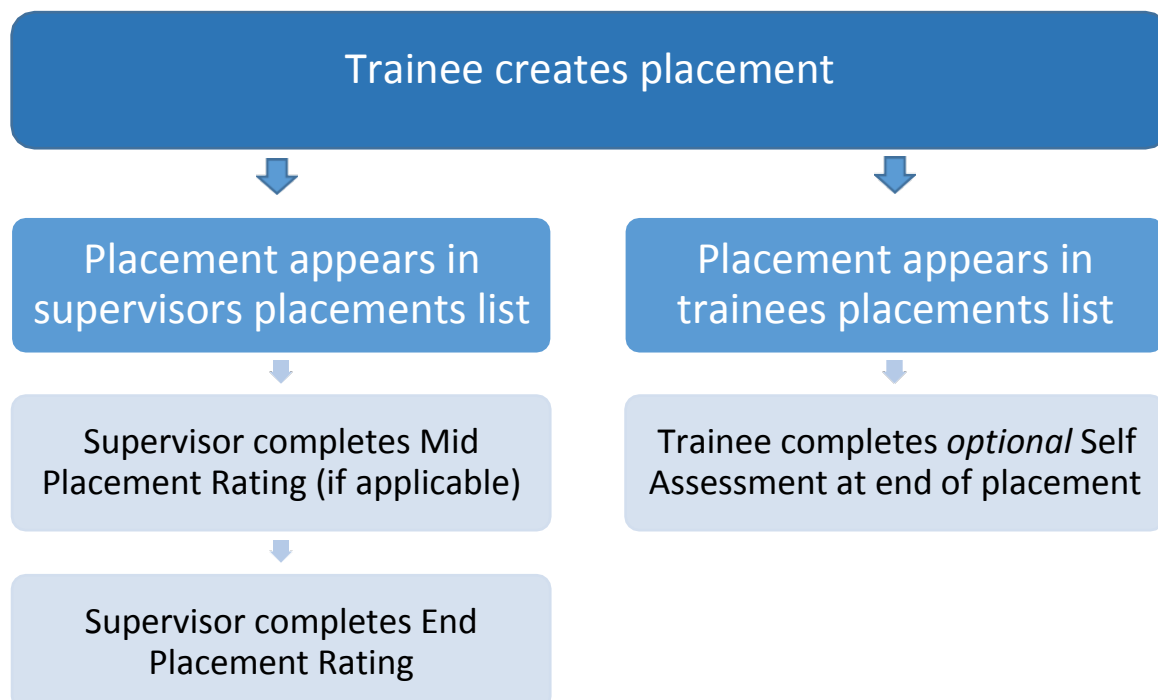 Trainee creates placement
Placement appears in
supervisors placements list
Placement appears in
trainees placements list
Supervisor completes Mid
Placement Rating (if applicable)
Trainee completes optional Self
Assessment at end of placement
Supervisor completes End
Placement Rating